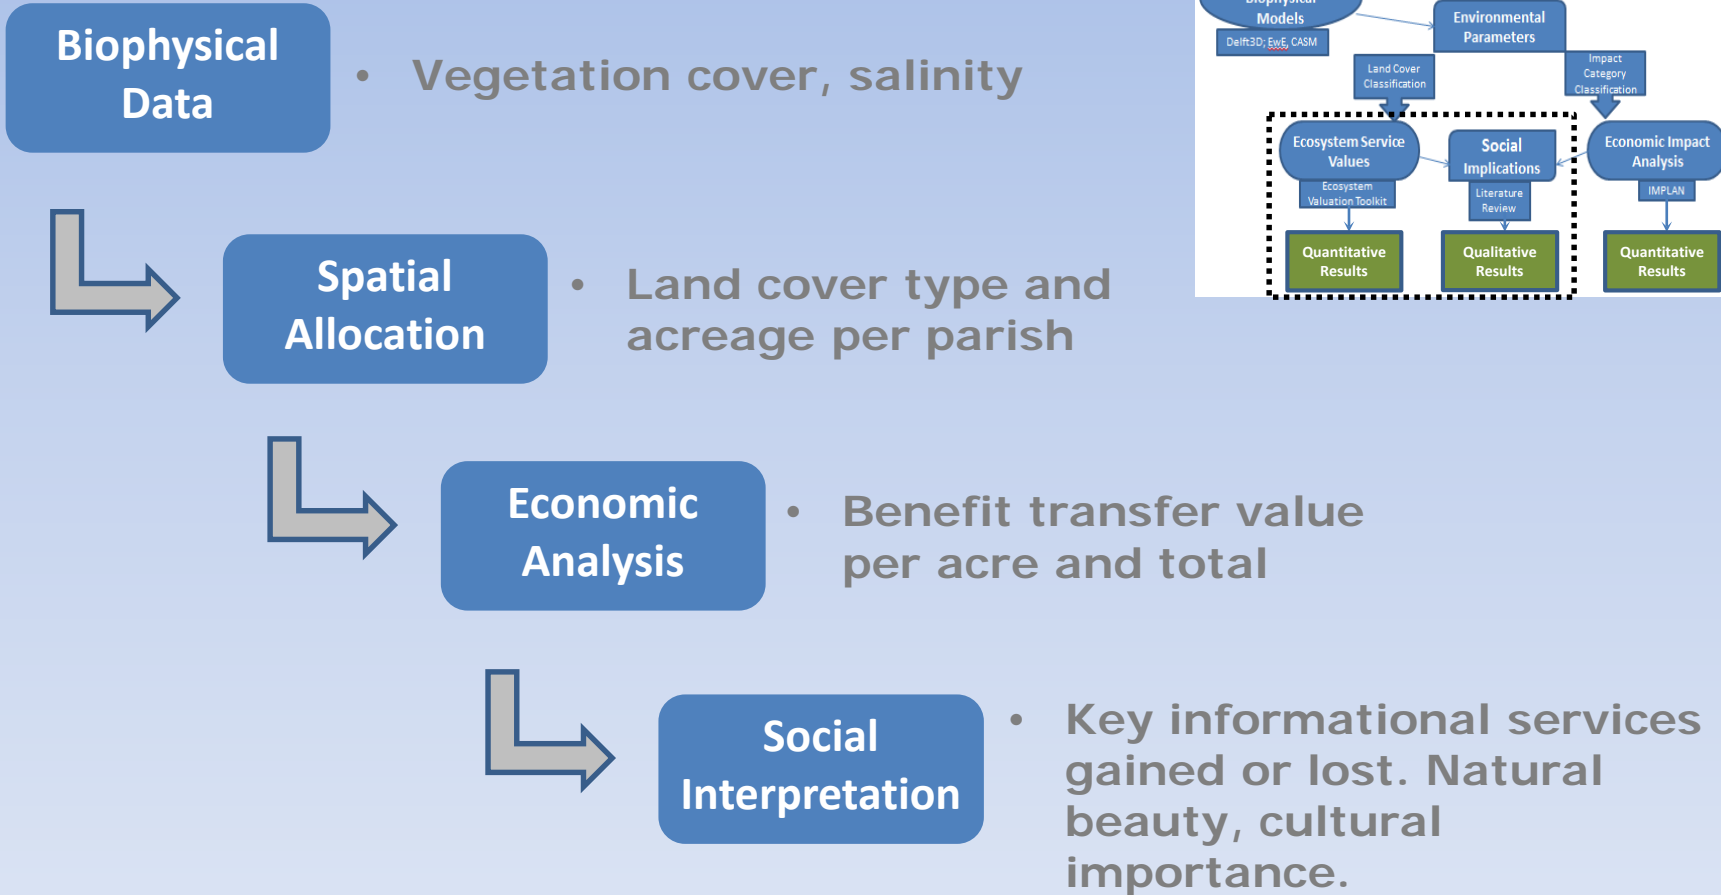 Biophysical
Data
• Vegetation cover, salinity
Spatial
Allocation
• Land cover type and
acreage per parish
Economic
Analysis
• Benefit transfer value
per acre and total
Social
Interpretation
• Key informational services
gained or lost. Natural
beauty, cultural
importance.
Biophysical
Models
Delft3D; EwE, CASM
Environmental
Parameters
Land Cover
Classification
Impact
Category
Classification
Ecosystem Service
Values
Ecosystem
Valuation Toolkit
Social
Implications
Literature
Review
Economic Impact
Analysis
IMPLAN
Quantitative
Results
Qualitative
Results
Quantitative
Results